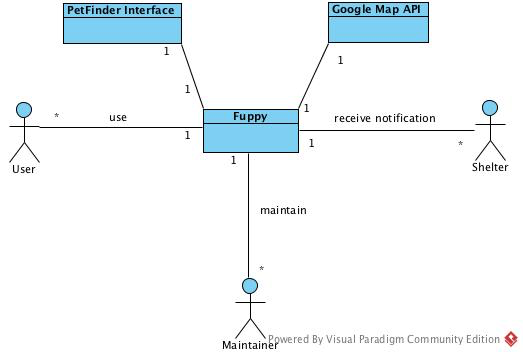 PetFinder Interface
Google Map API
1
1
1
1
Fuppy
*
use
1
receive notification
1
*
1
User
Shelter
maintain
*
Maintainer
Powered By Visual Paradigm Community Edition